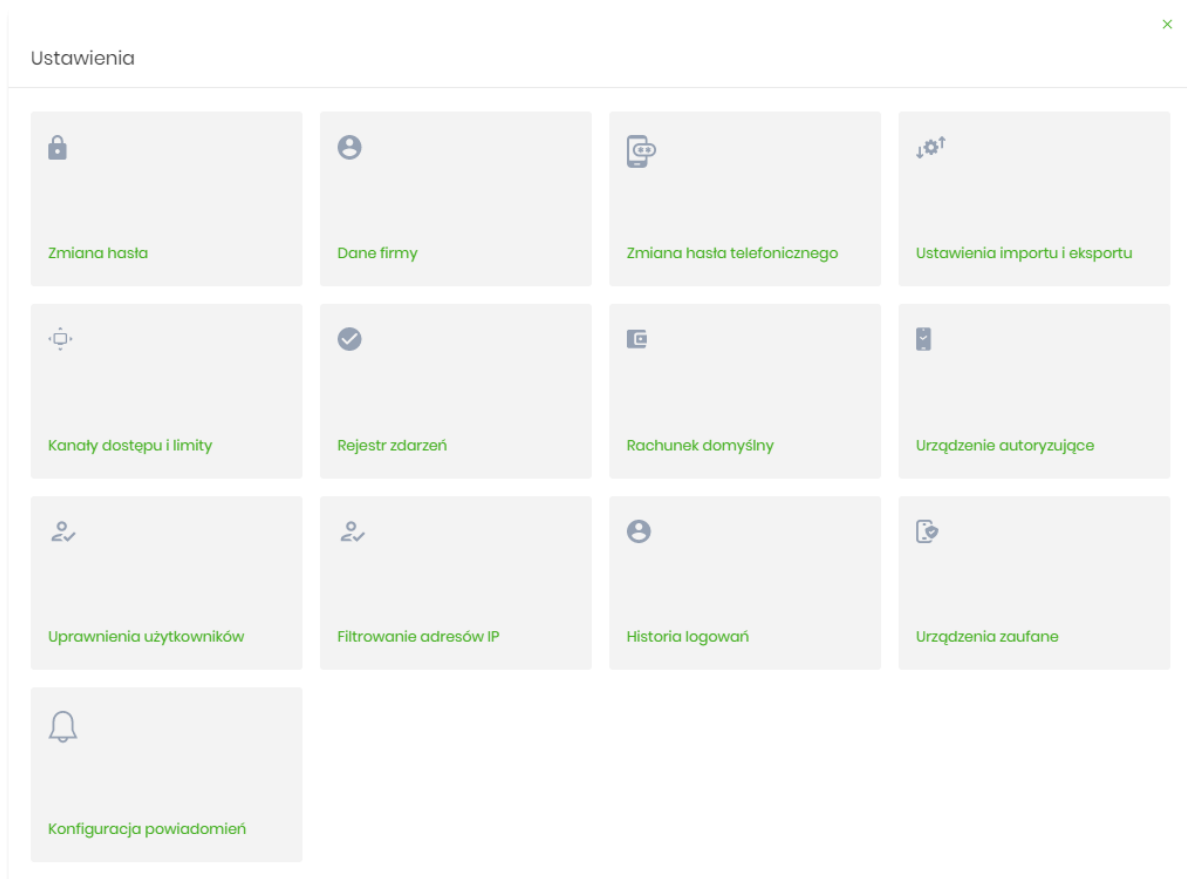 Ustawienia
Zmiana hasła
Dane firmy
Zmiana hasła telefonicznego
Ustawienia importu i eksportu
Kanały dostępu i limity
Rejestr zdarzeń
Rachunek domyślny
Urządzenie autoryzujące
Uprawnienia użytkowników
Filtrowanie adresów IP
Historia logowań
Urządzenia zaufane
Konfiguracja powiadomień